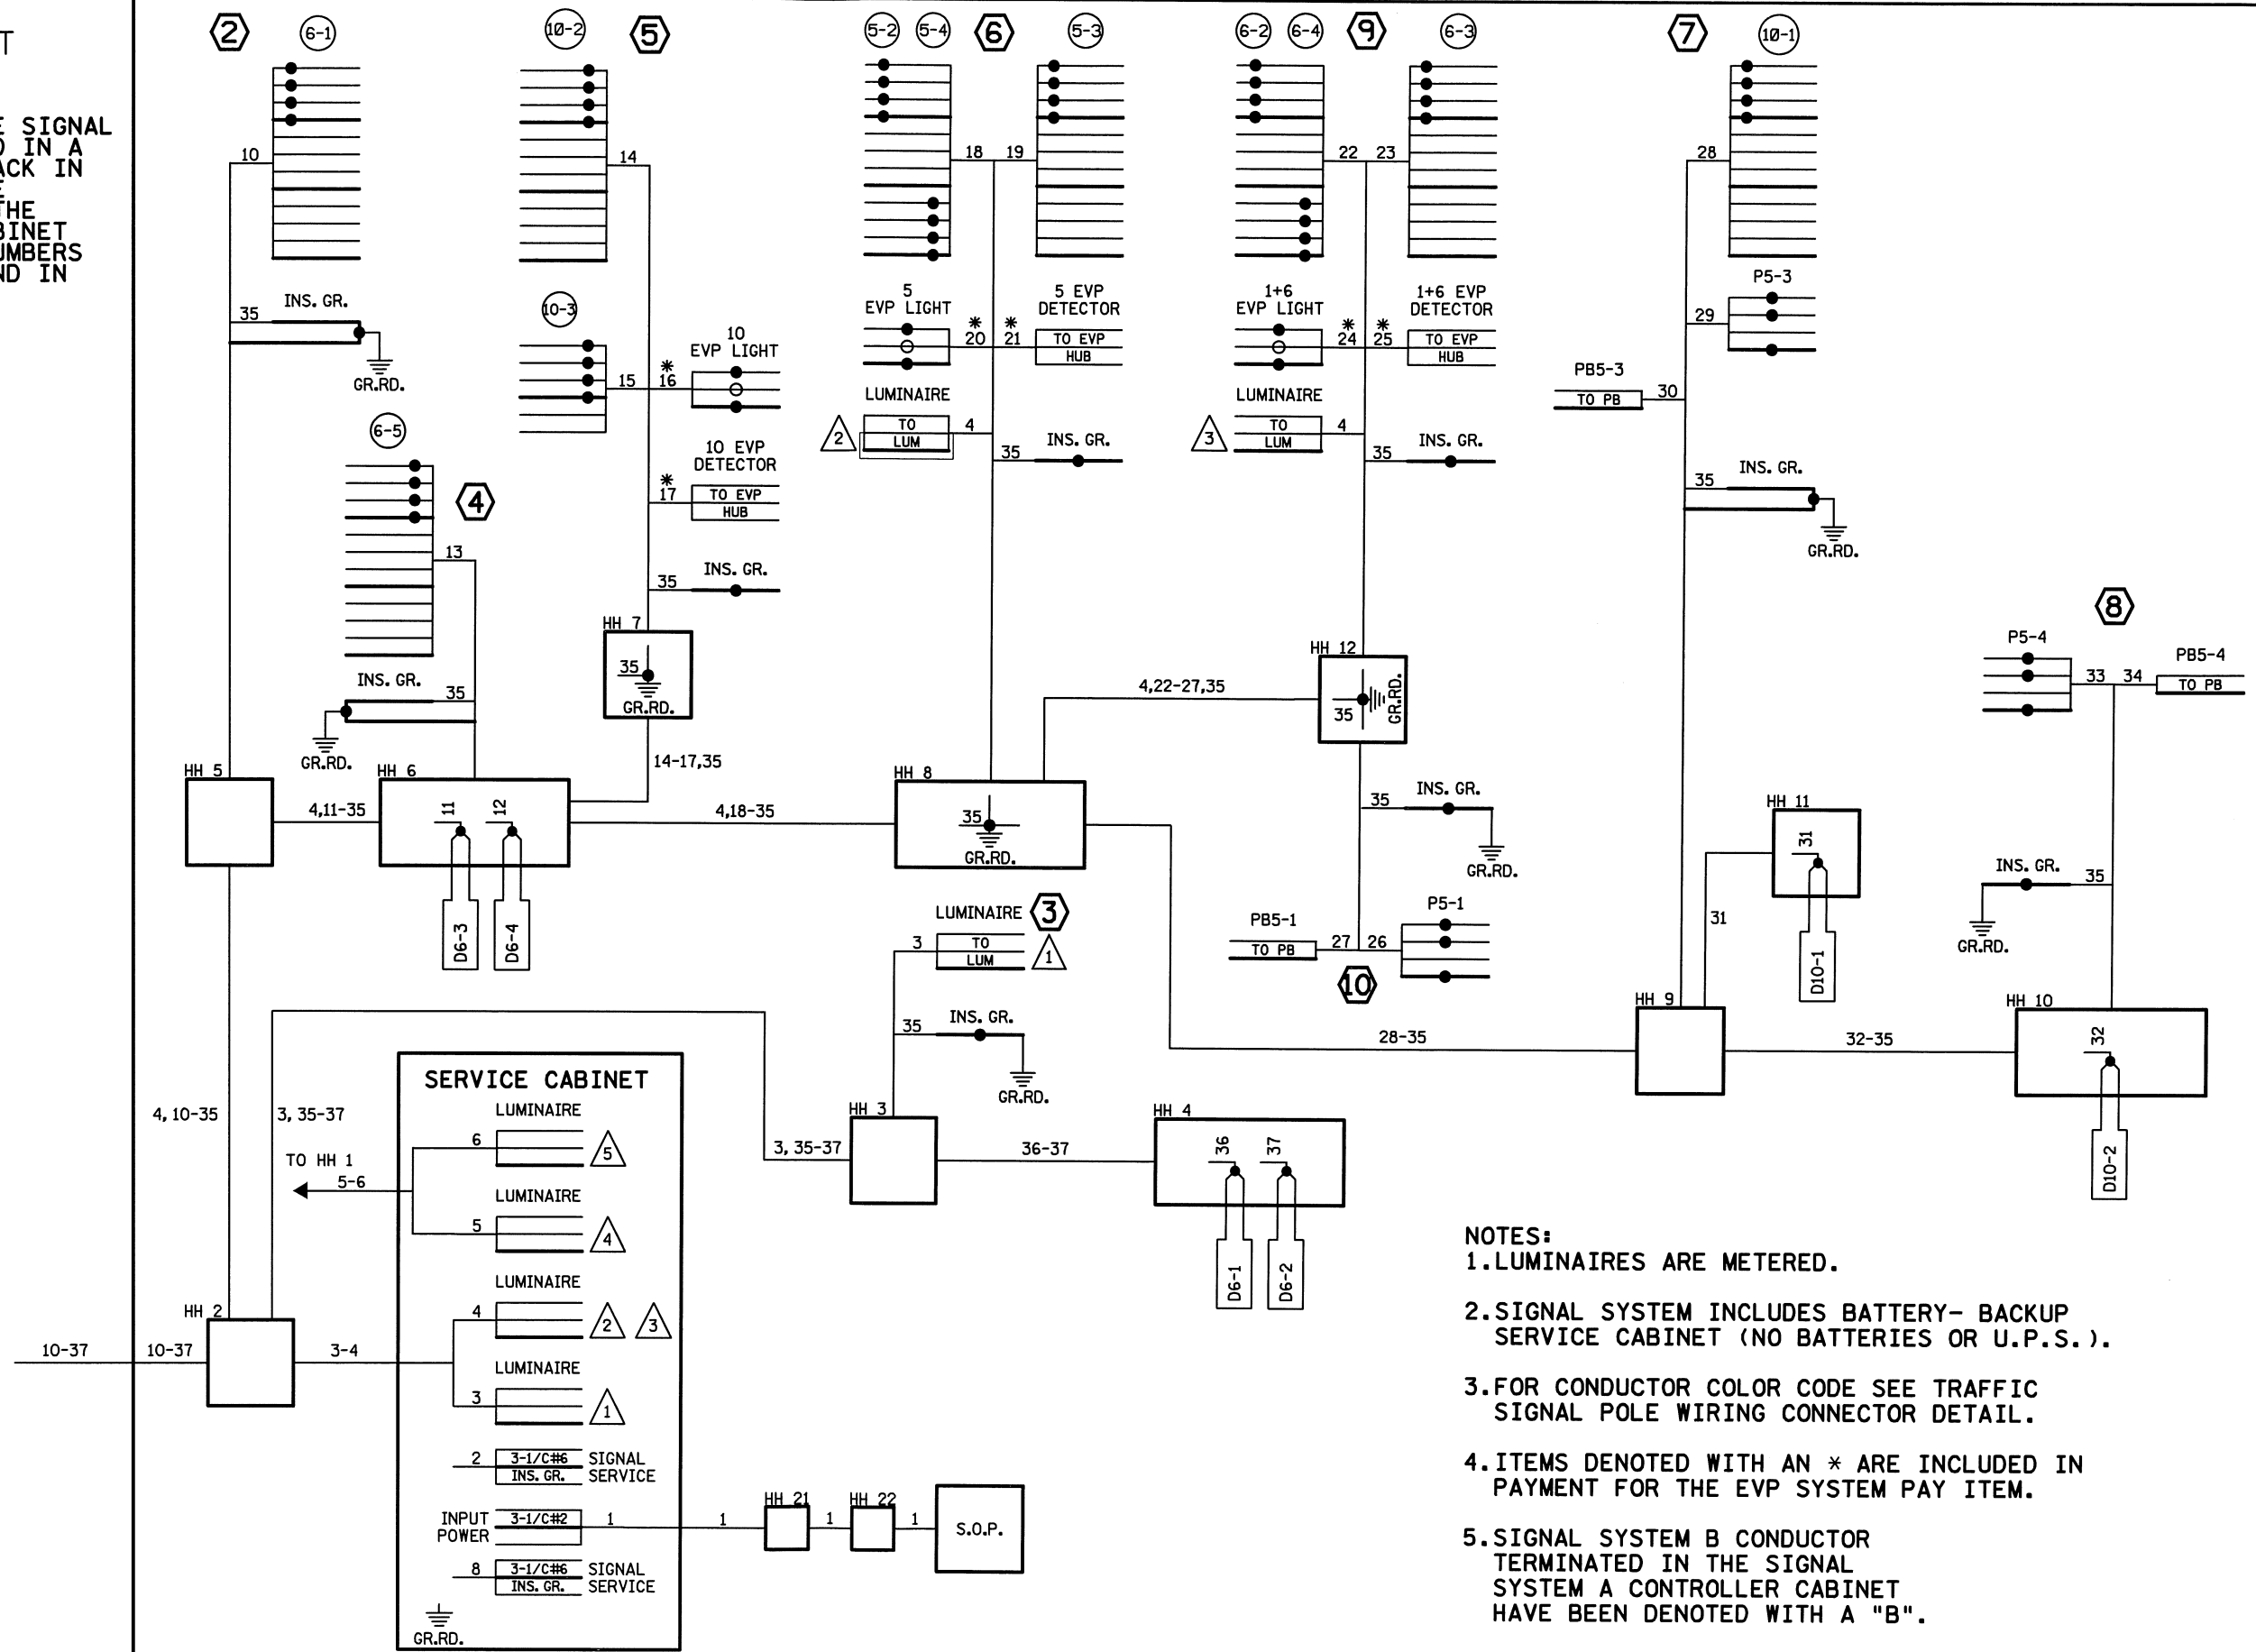 T
E SIGNAL
D IN A
ACK IN
E
THE
BINET
UMBERS
ND IN
2
6-1
10
INS. GR.
35
GR.RD.
6-5
4
13
INS. GR.
35
GR.RD.
10-2
5
14
10-3
15
*
16
10
EVP LIGHT
10 EVP
DETECTOR
*
17
TO EVP
HUB
INS. GR.
35
HH 7
35
GR.RD.
14-17,35
5-2
5-4
6
5-3
18
19
5
EVP LIGHT
5 EVP
DETECTOR
*
20
*
21
TO EVP
HUB
LUMINAIRE
2
TO
LUM
4
35
INS. GR.
6-2
6-4
9
6-3
22
23
1+6
EVP LIGHT
1+6 EVP
DETECTOR
*
24
*
25
TO EVP
HUB
LUMINAIRE
3
TO
LUM
4
35
INS. GR.
7
10-1
28
P5-3
29
PB5-3
TO PB
30
INS. GR.
35
GR.RD.
8
P5-4
33
34
PB5-4
TO PB
INS. GR.
35
GR.RD.
HH 12
35
GR.RD.
4,22-27,35
HH 5
4,11-35
HH 6
11
12
D6-3
D6-4
4,18-35
HH 8
35
GR.RD.
35
INS. GR.
GR.RD.
PB5-1
TO PB
27
26
P5-1
10
HH 11
31
D10-1
31
LUMINAIRE
3
3
TO
LUM
1
35
INS. GR.
GR.RD.
HH 9
28-35
32-35
HH 10
32
D10-2
4, 10-35
3, 35-37
HH 3
3, 35-37
36-37
HH 4
36
37
D6-1
D6-2
SERVICE CABINET
LUMINAIRE
6
5
TO HH 1
5-6
LUMINAIRE
5
4
LUMINAIRE
4
2
3
LUMINAIRE
3
1
2
3-1/C#6
INS. GR.
SIGNAL
SERVICE
INPUT
POWER
3-1/C#2
1
8
3-1/C#6
INS. GR.
SIGNAL
SERVICE
GR.RD.
HH 2
10-37
10-37
3-4
1
HH 21
1
HH 22
1
S.O.P.
NOTES:
1.LUMINAIRES ARE METERED.
2.SIGNAL SYSTEM INCLUDES BATTERY- BACKUP
SERVICE CABINET (NO BATTERIES OR U.P.S.).
3.FOR CONDUCTOR COLOR CODE SEE TRAFFIC
SIGNAL POLE WIRING CONNECTOR DETAIL.
4.ITEMS DENOTED WITH AN * ARE INCLUDED IN
PAYMENT FOR THE EVP SYSTEM PAY ITEM.
5.SIGNAL SYSTEM B CONDUCTOR
TERMINATED IN THE SIGNAL
SYSTEM A CONTROLLER CABINET
HAVE BEEN DENOTED WITH A "B".